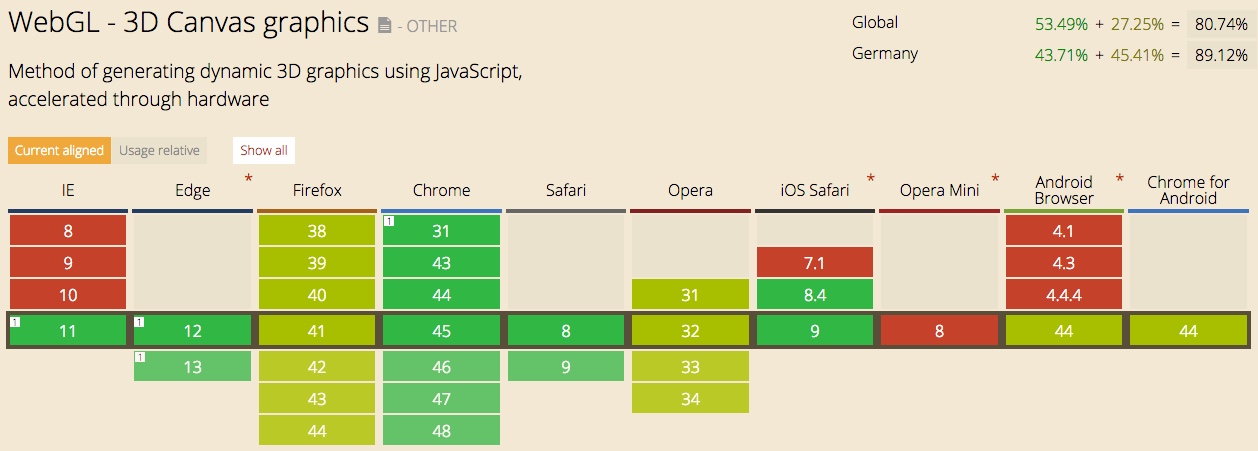 WebGL - 3D Canvas graphics - OTHER
Global 53.49% + 27.25% = 80.74%
Germany 43.71% + 45.41% = 89.12%
Method of generating dynamic 3D graphics using JavaScript,
accelerated through hardware
Current aligned Usage relative Show all
IE Edge * Firefox Chrome Safari Opera iOS Safari * Opera Mini * Android Browser * Chrome for Android
8 38 1 31 4.1
9 39 43 7.1 4.3
10 40 44 31 8.4 4.4.4
1 11 1 12 41 45 8 32 9 8 44 44
1 13 42 46 9 33
43 47 34
44 48